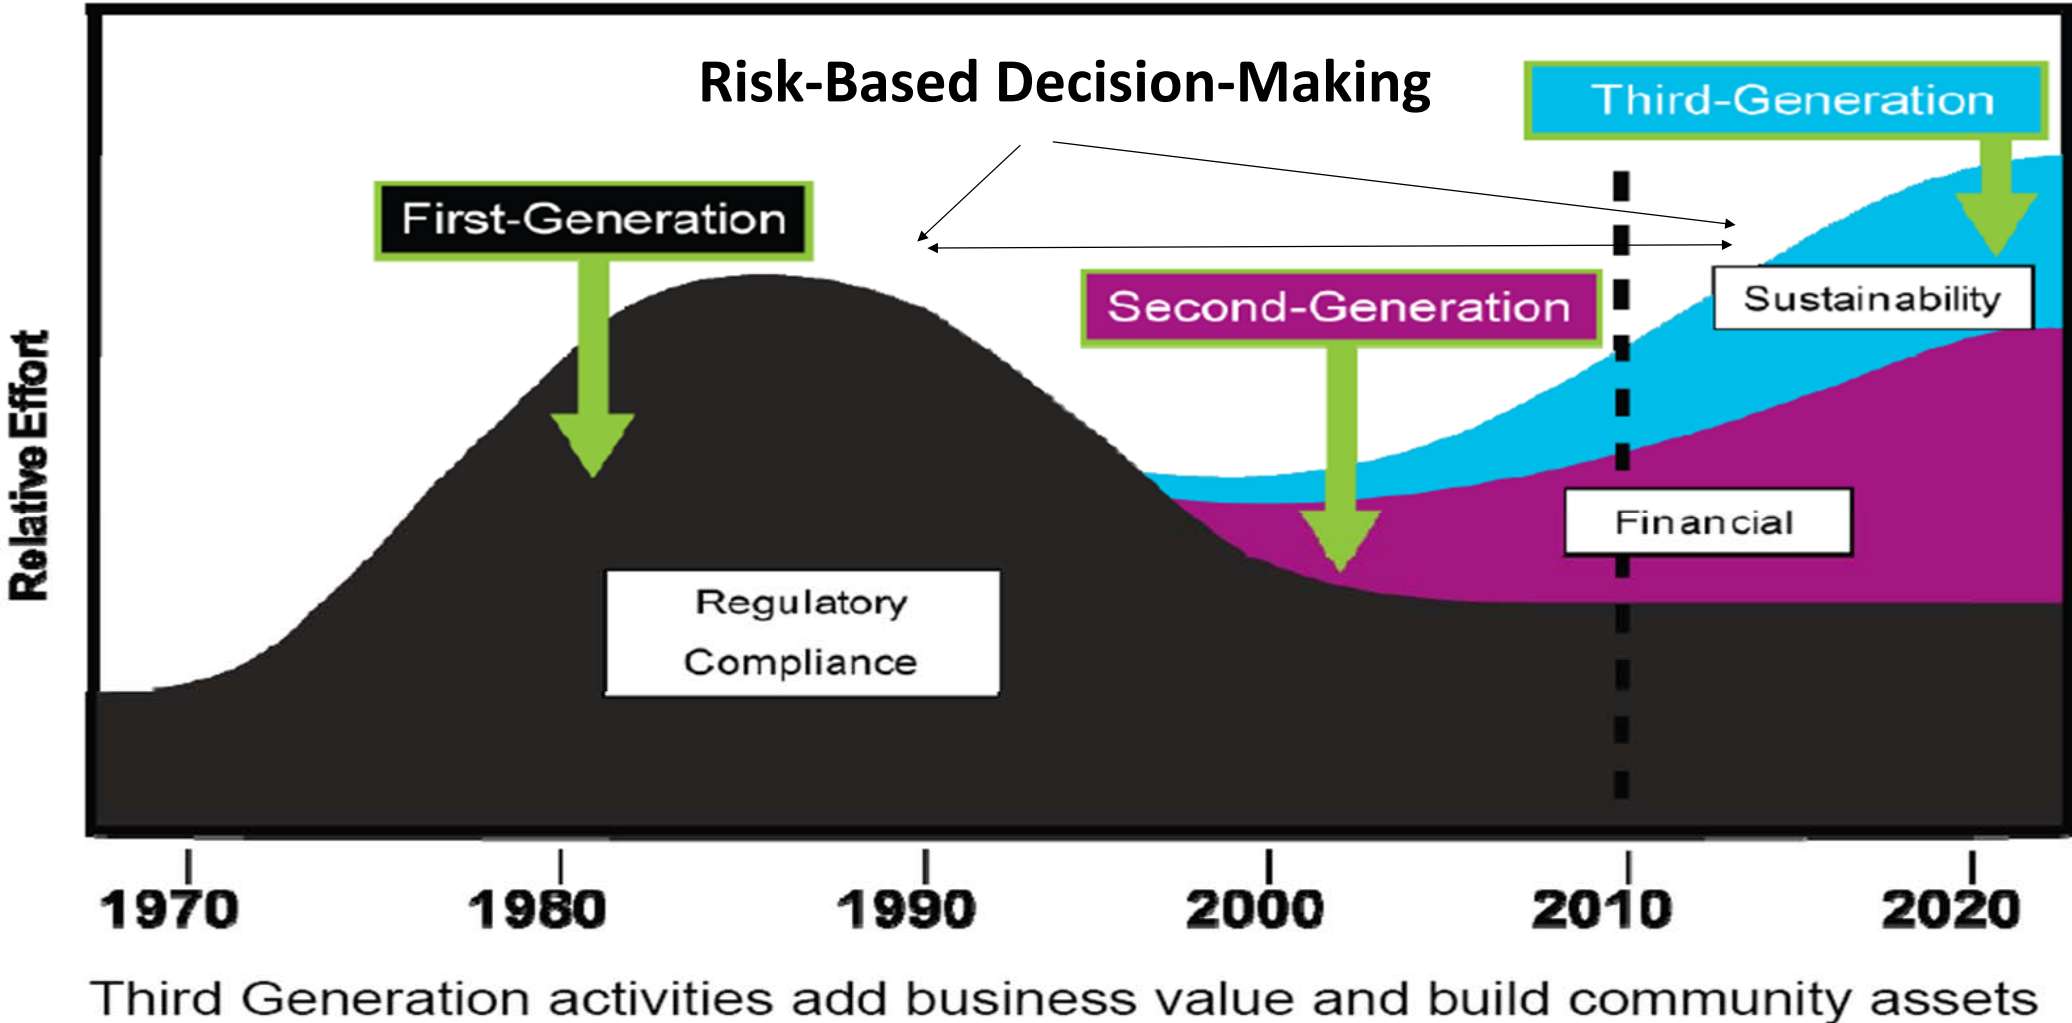 Risk-Based Decision-Making
Third-Generation
First-Generation
Second-Generation
Sustainability
Financial
Regulatory
Compliance
Relative Effort
1970 1980 1990 2000 2010 2020
Third Generation activities add business value and build community assets